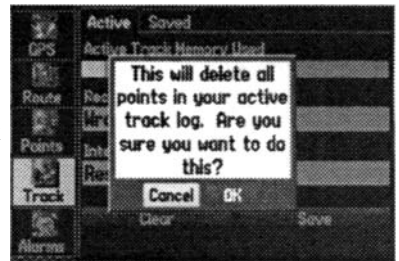 Active Saved
GPS
Active Track Memory Used
This will delete all
points in your active
track log. Are you
sure you want to do
this?
Route
Points
Track
Cancel OK
Clear Save
Alarms